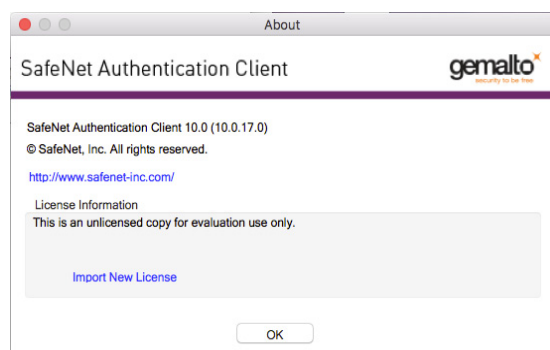 About
SafeNet Authentication Client
gemalto
security to be free
SafeNet Authentication Client 10.0 (10.0.17.0)
© SafeNet, Inc. All rights reserved.
http://www.safenet-inc.com/
License Information
This is an unlicensed copy for evaluation use only.
Import New License
OK